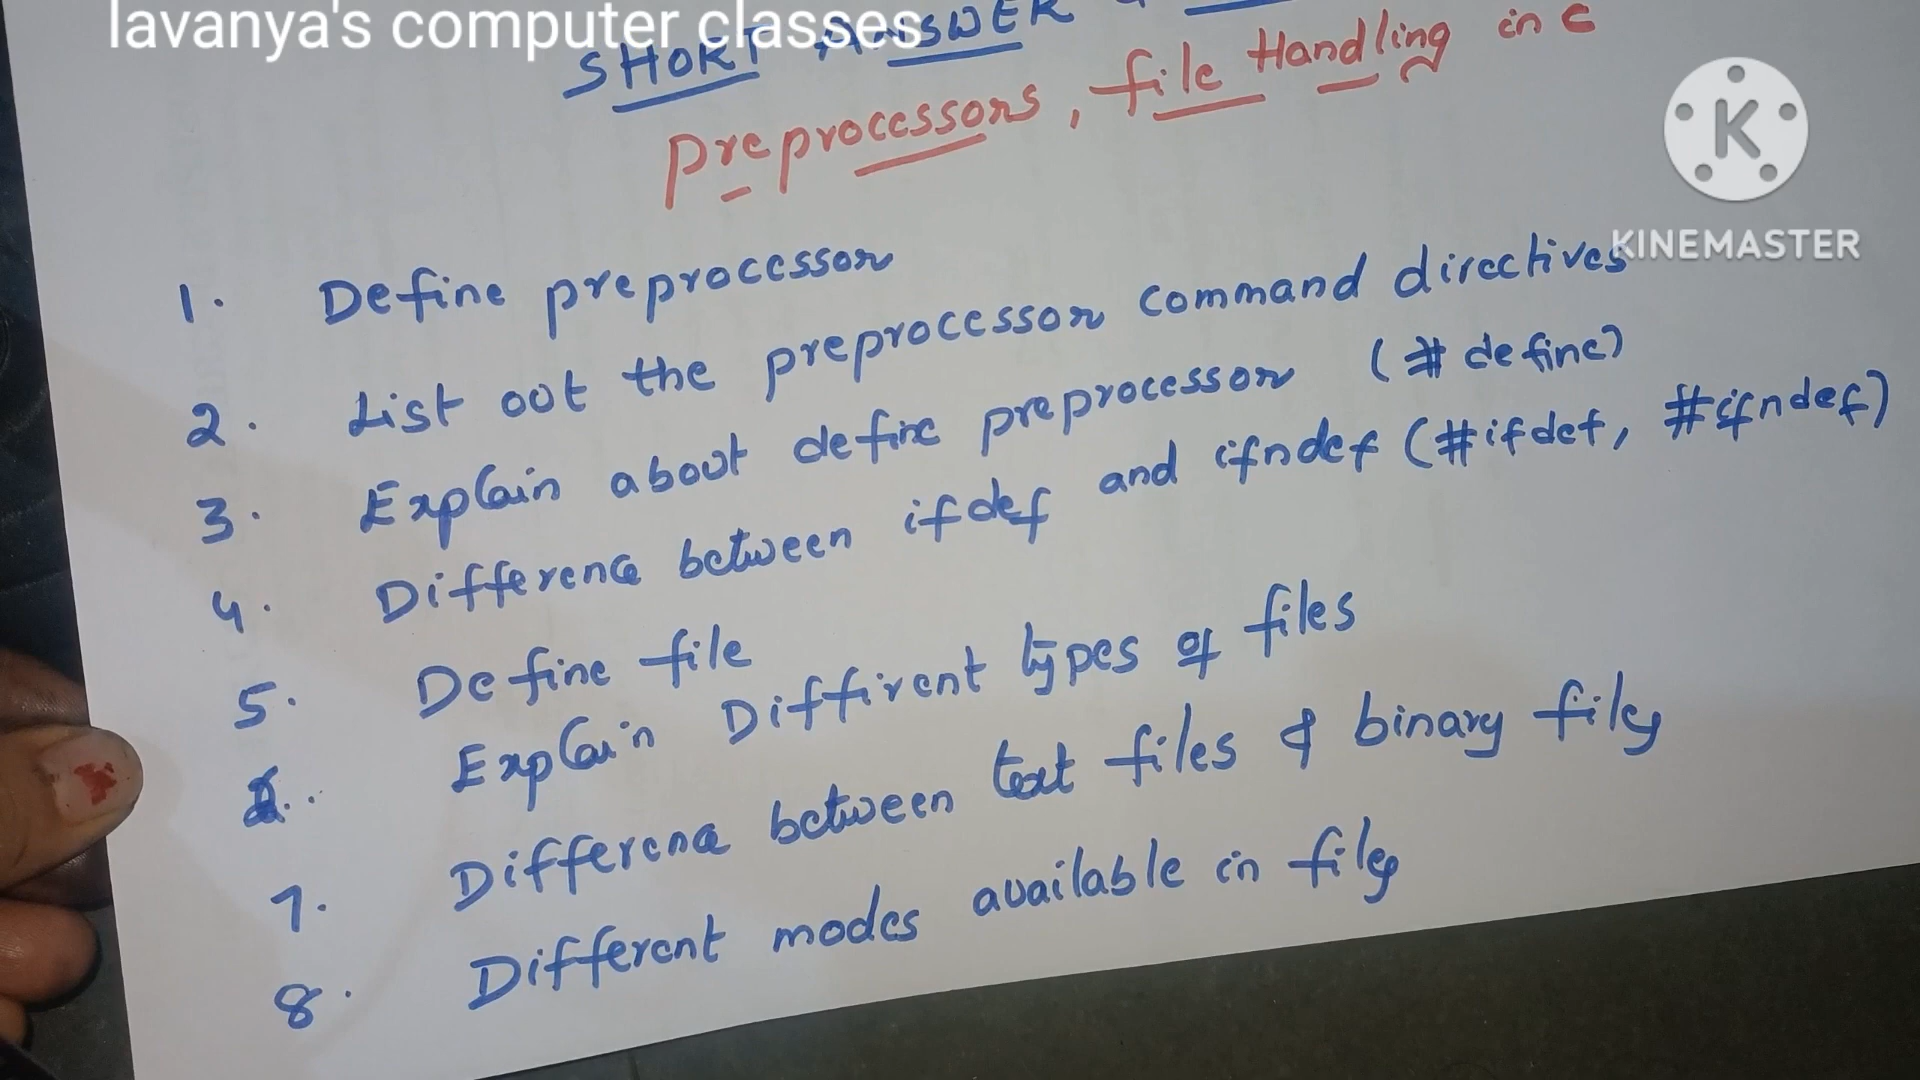 lavanya's computer classes
SHORT ANSWER
Preprocessors, file Handling in c
KINEMASTER
1. Define preprocessor
2. List out the preprocessor command directives
3. Explain about define preprocessor (# define)
4. Difference between ifdef and ifndef (#ifdef, #ifndef)
5. Define file
Explain Diffirent types of files
7. Difference between text files & binary files
8. Different modes available in files